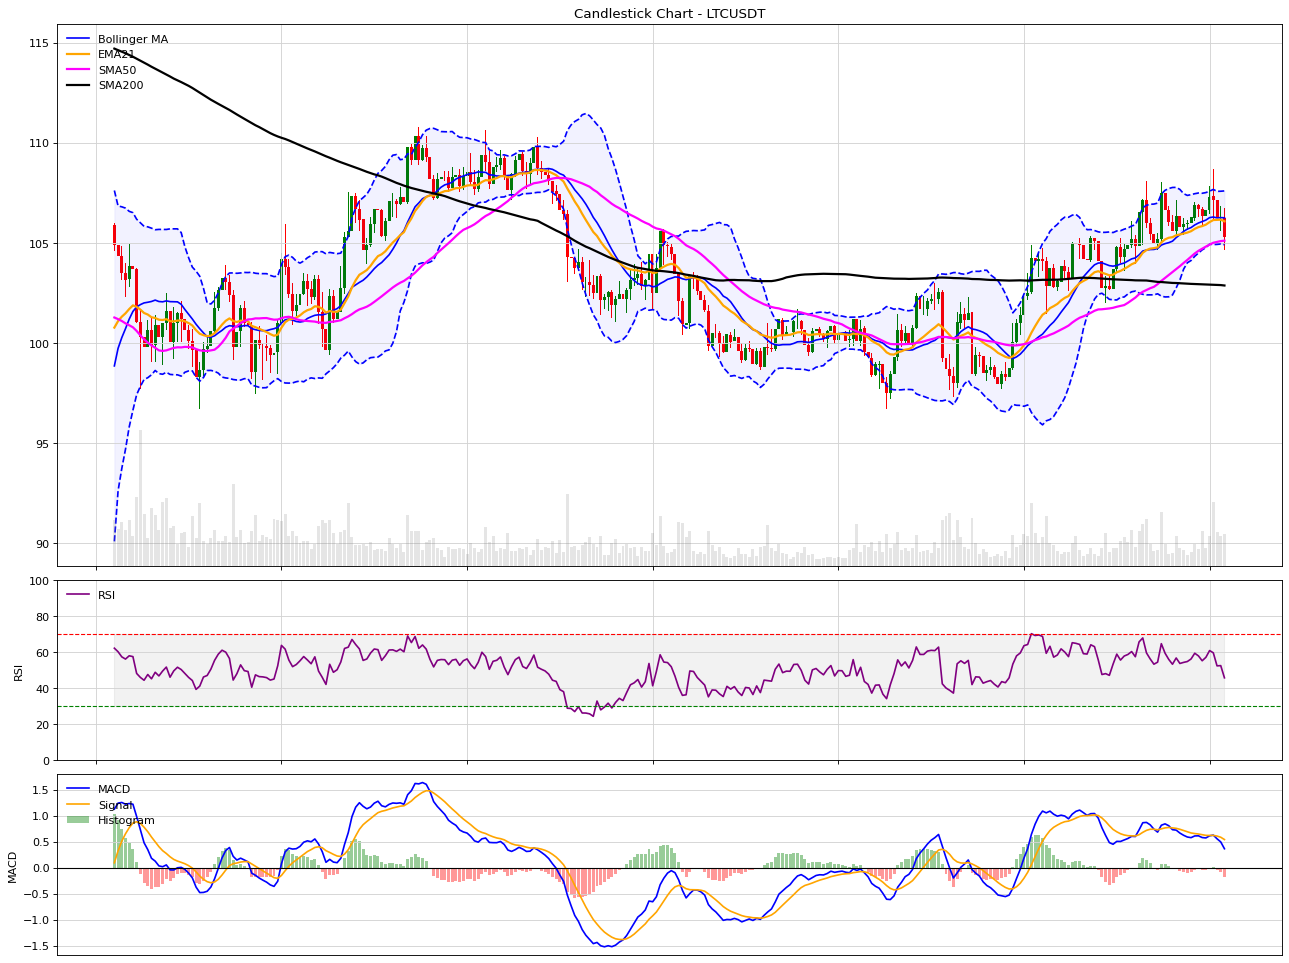 Candlestick Chart - LTCUSDT
Bollinger MA
EMA21
SMA50
SMA200
115
110
105
100
95
90
RSI
RSI
100
80
60
40
20
0
MACD
Signal
Histogram
MACD
1.5
1.0
0.5
0.0
−0.5
−1.0
−1.5